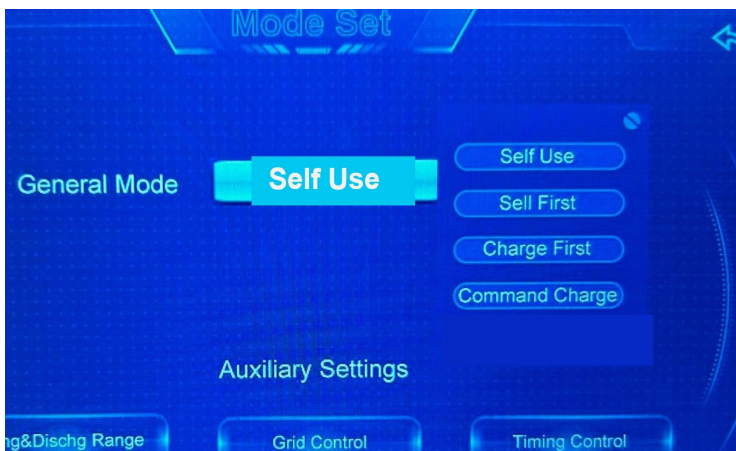 Mode Set
General Mode
Self Use
Self Use
Sell First
Charge First
Command Charge
Auxiliary Settings
ng&Dischg Range
Grid Control
Timing Control